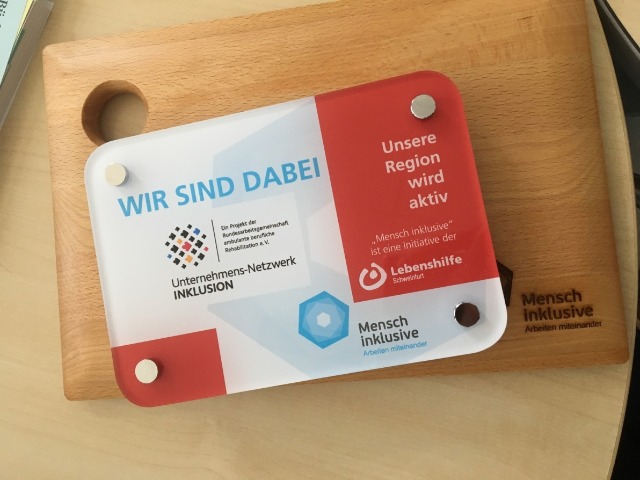 WIR SIND DABEI
Ein Projekt der
Bundesarbeitsgemeinschaft
ambulante berufliche
Rehabilitation e. V.
Unternehmens-Netzwerk
INKLUSION
Unsere
Region
wird
aktiv
„Mensch inklusive"
ist eine Initiative der
Lebenshilfe
Schweinfurt
Mensch
inklusive
Arbeiten miteinander
Mensch
inklusive
Arbeiten miteinander